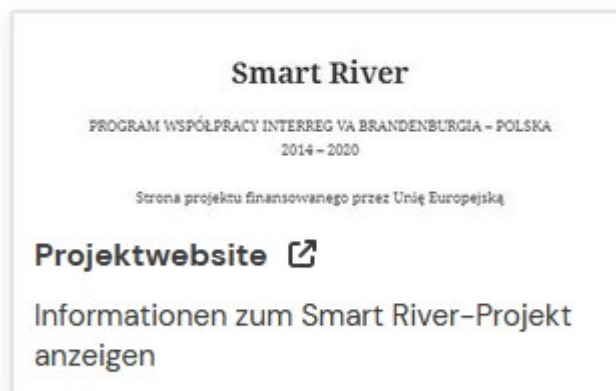 Smart River
PROGRAM WSPÓŁPRACY INTERREG VA BRANDENBURGIA – POLSKA
2014 – 2020
Strona projektu finansowanego przez Unię Europejską
Projektwebsite
Informationen zum Smart River-Projekt
anzeigen